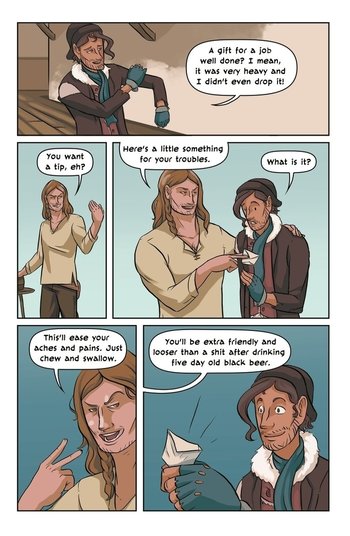 A gift for a job
well done? I mean,
it was very heavy and
I didn't even drop it!
You want
a tip, eh?
Here's a little something
for your troubles.
What is it?
This'll ease your
aches and pains. Just
chew and swallow.
You'll be extra friendly and
looser than a shit after drinking
five day old black beer.